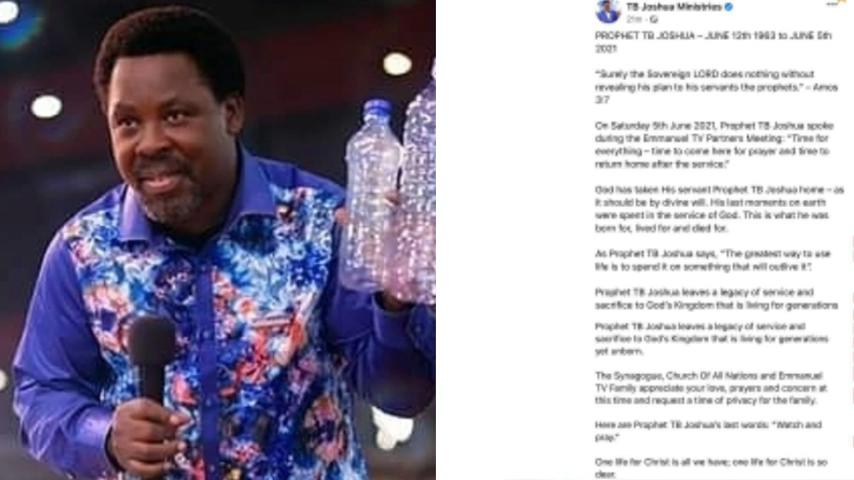 TB Joshua Ministries
21m
PROPHET TB JOSHUA – JUNE 12th 1963 to JUNE 5th
2021
"Surely the Sovereign LORD does nothing without
revealing his plan to his servants the prophets." – Amos
3:7
On Saturday 5th June 2021, Prophet TB Joshua spoke
during the Emmanuel TV Partners Meeting: "Time for
everything – time to come here for prayer and time to
return home after the service."
God has taken His servant Prophet TB Joshua home – as
it should be by divine will. His last moments on earth
were spent in the service of God. This is what he was
born for, lived for and died for.
As Prophet TB Joshua says, "The greatest way to use
life is to spend it on something that will outlive it".
Prophet TB Joshua leaves a legacy of service and
sacrifice to God's Kingdom that is living for generations
Prophet TB Joshua leaves a legacy of service and
sacrifice to God's Kingdom that is living for generations
yet unborn.
The Synagogue, Church Of All Nations and Emmanuel
TV Family appreciate your love, prayers and concern at
this time and request a time of privacy for the family.
Here are Prophet TB Joshua's last words: "Watch and
pray."
One life for Christ is all we have; one life for Christ is so
dear.